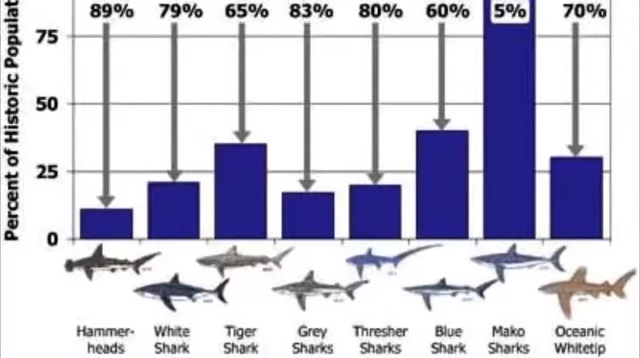 Percent of Historic Populat
89% 79% 65% 83% 80% 60% 5% 70%
75
50
25
0
Hammer-
heads
White
Shark
Tiger
Shark
Grey
Sharks
Thresher
Sharks
Blue
Shark
Mako
Sharks
Oceanic
Whitetip